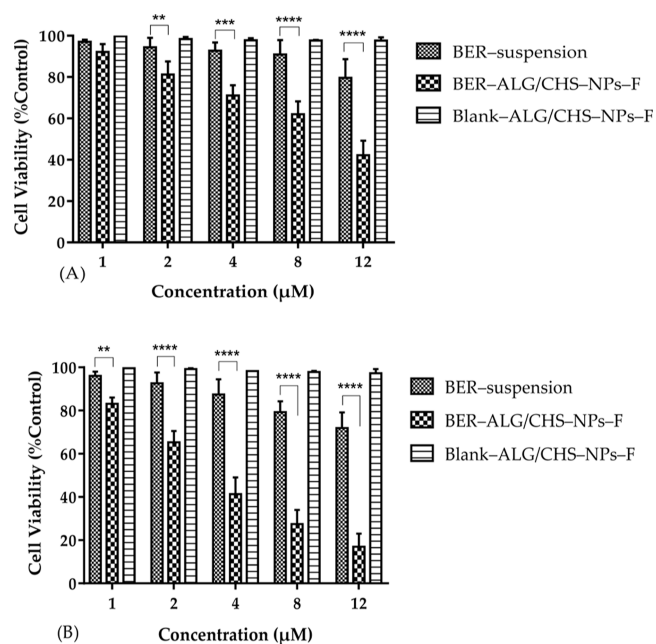 ** *** **** ****
100
80
60
40
20
0
Cell Viability (%Control)
1 2 4 8 12
Concentration (μM)
(A)
BER–suspension
BER–ALG/CHS–NPs–F
Blank–ALG/CHS–NPs–F
** **** **** **** ****
100
80
60
40
20
0
Cell Viability (%Control)
1 2 4 8 12
Concentration (μM)
(B)
BER–suspension
BER–ALG/CHS–NPs–F
Blank–ALG/CHS–NPs–F